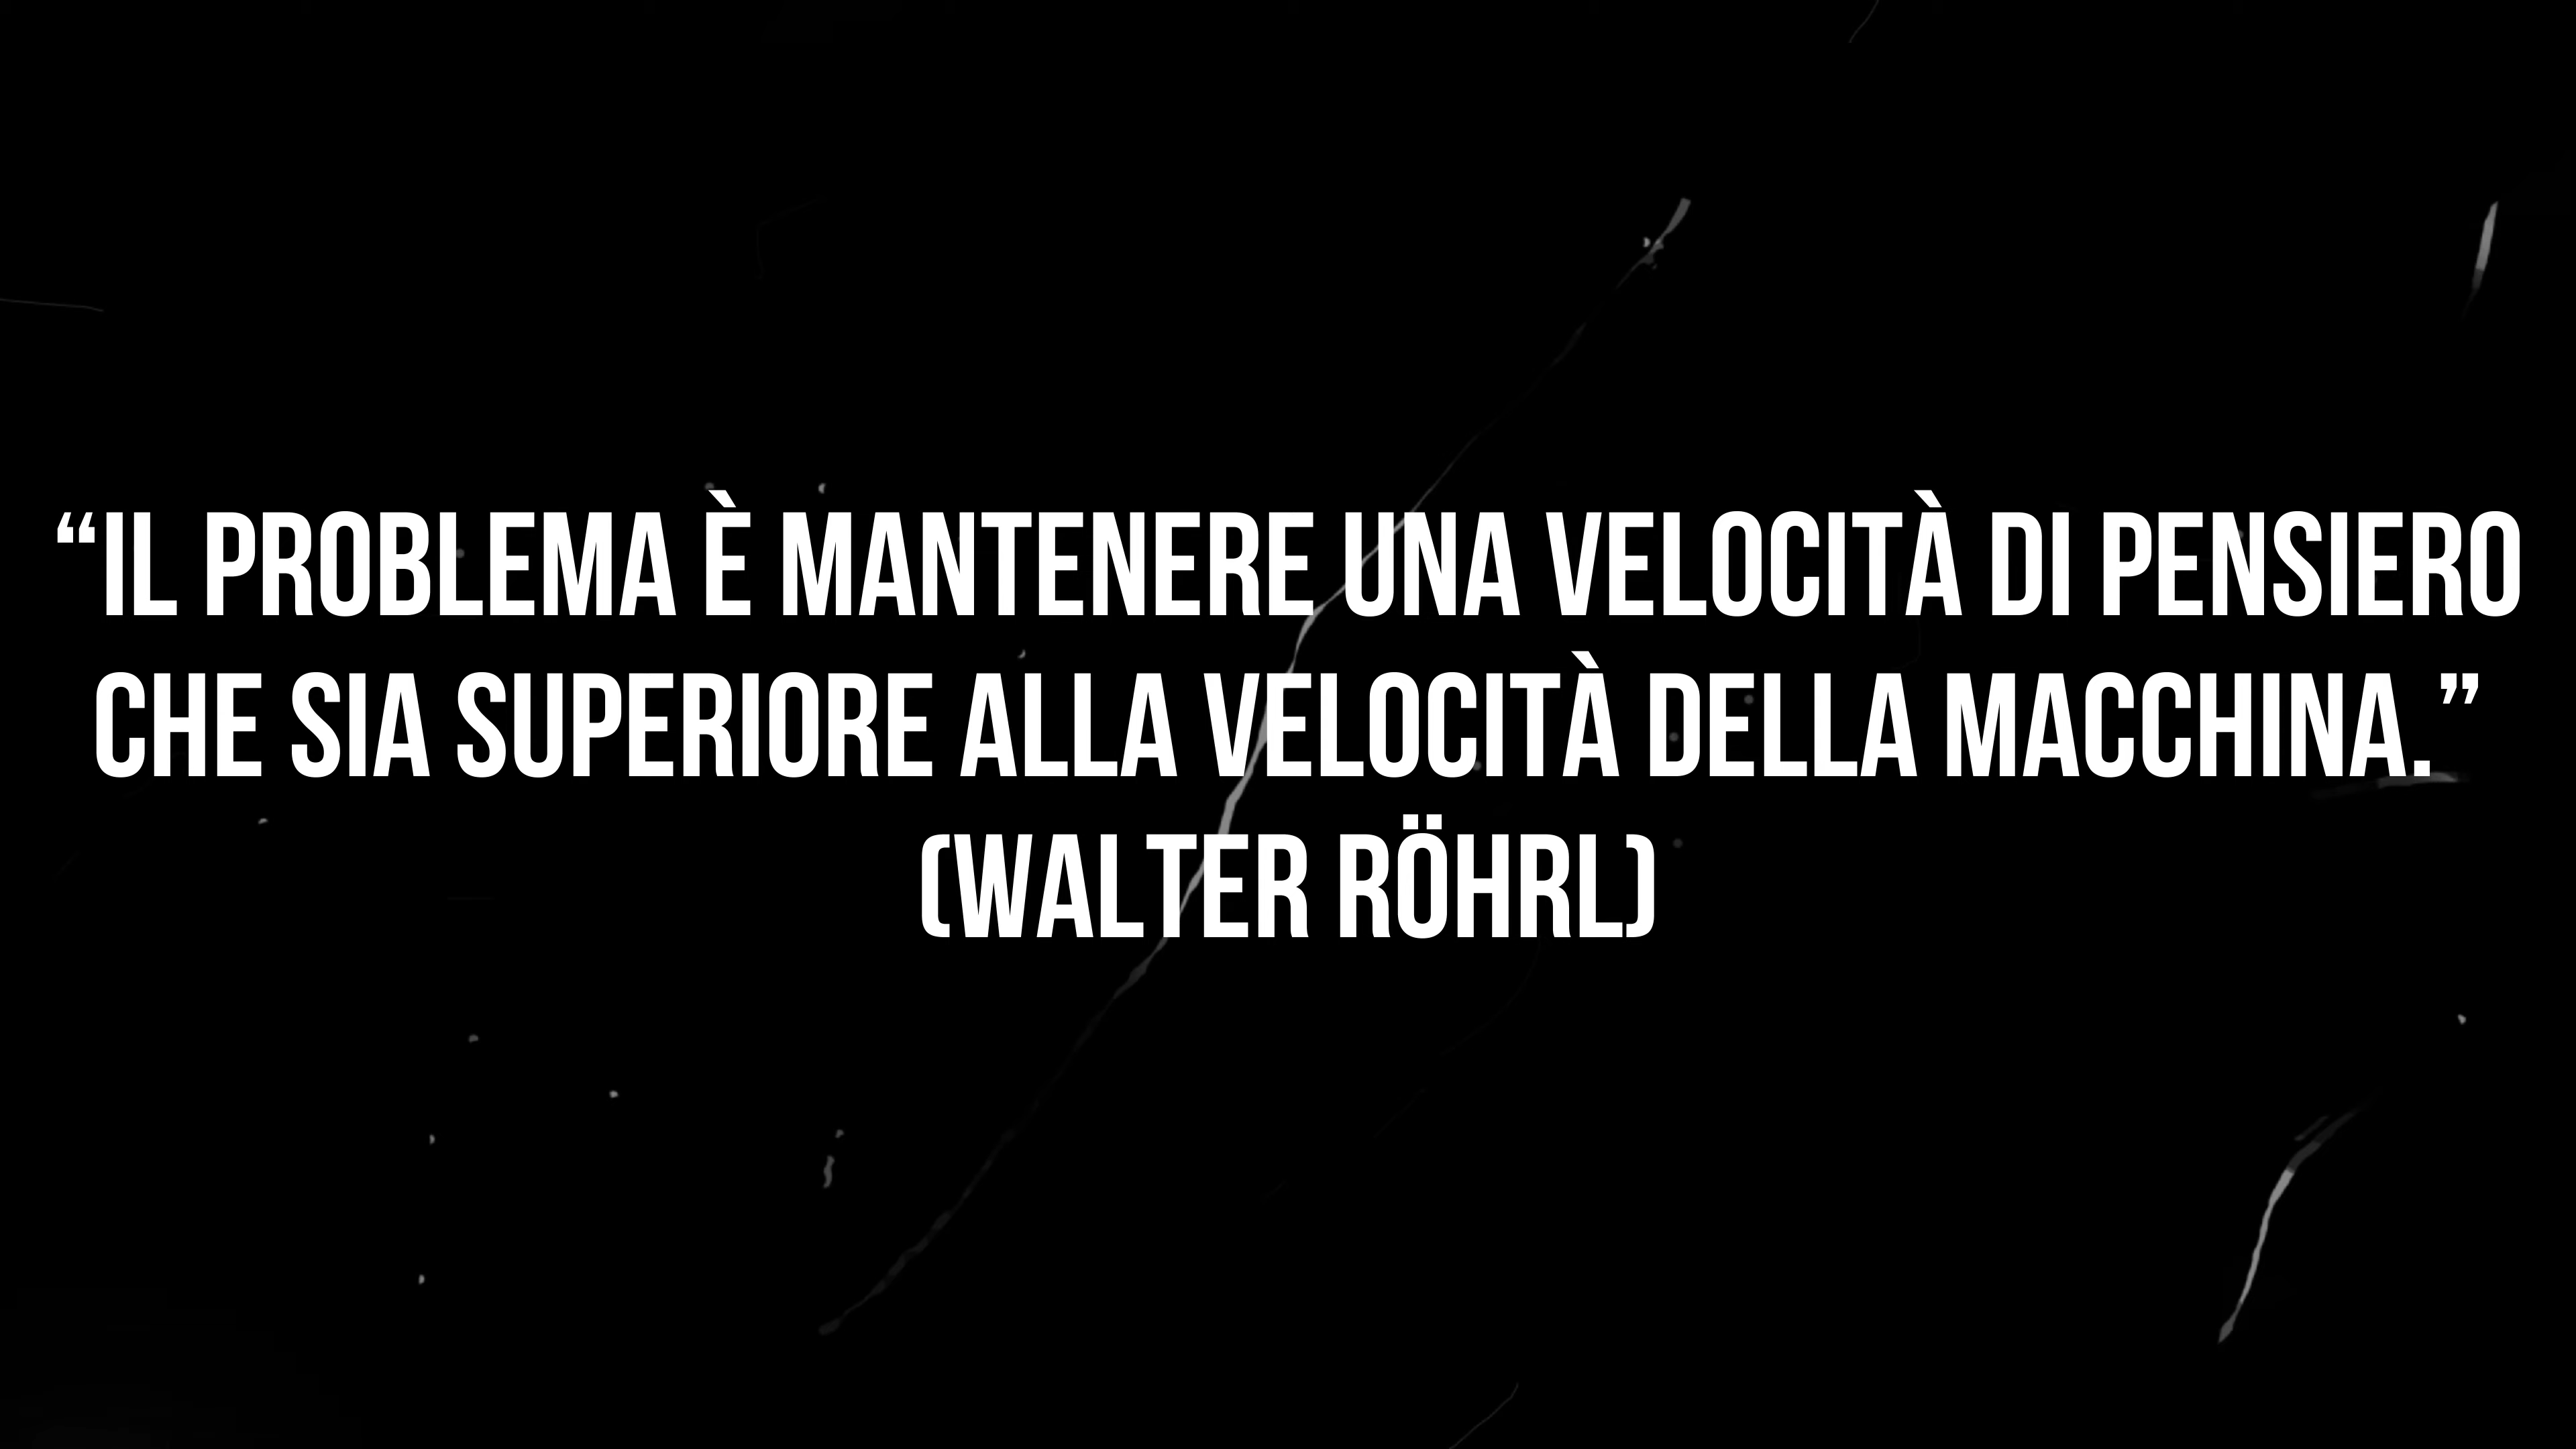 “IL PROBLEMA È MANTENERE UNA VELOCITÀ DI PENSIERO
CHE SIA SUPERIORE ALLA VELOCITÀ DELLA MACCHINA.”
(WALTER RÖHRL)